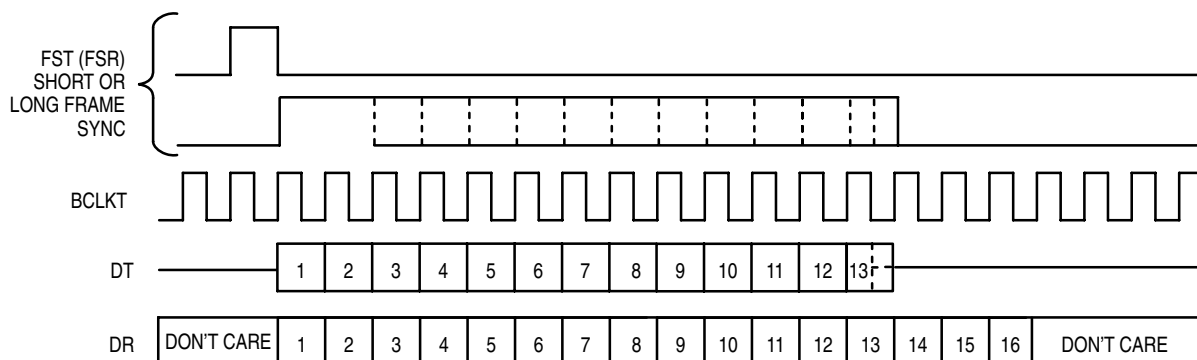 FST (FSR)
SHORT OR
LONG FRAME
SYNC
BCLKT
DT 1 2 3 4 5 6 7 8 9 10 11 12 13
DR DON'T CARE 1 2 3 4 5 6 7 8 9 10 11 12 13 14 15 16 DON'T CARE